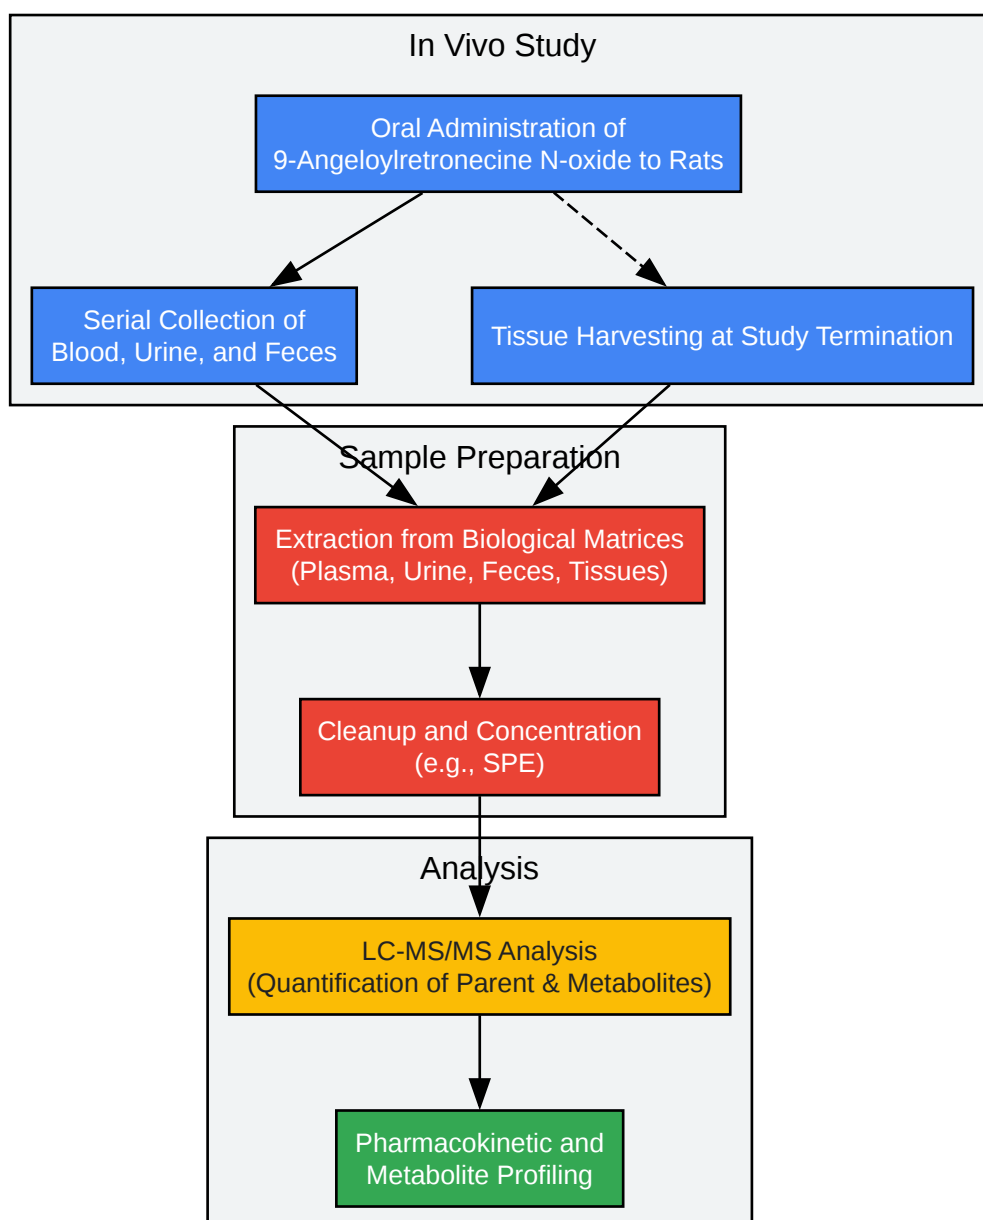 In Vivo Study
Oral Administration of
9-Angeloylretronecine N-oxide to Rats
Serial Collection of
Blood, Urine, and Feces
Tissue Harvesting at Study Termination
Sample Preparation
Extraction from Biological Matrices
(Plasma, Urine, Feces, Tissues)
Cleanup and Concentration
(e.g., SPE)
Analysis
LC-MS/MS Analysis
(Quantification of Parent & Metabolites)
Pharmacokinetic and
Metabolite Profiling